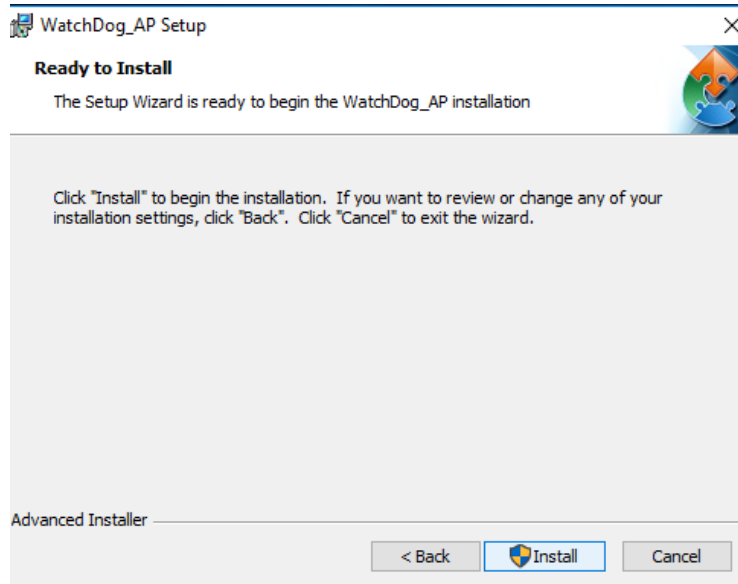 WatchDog_AP Setup
Ready to Install
The Setup Wizard is ready to begin the WatchDog_AP installation
Click "Install" to begin the installation.  If you want to review or change any of your
installation settings, click "Back".  Click "Cancel" to exit the wizard.
Advanced Installer
< Back Install Cancel